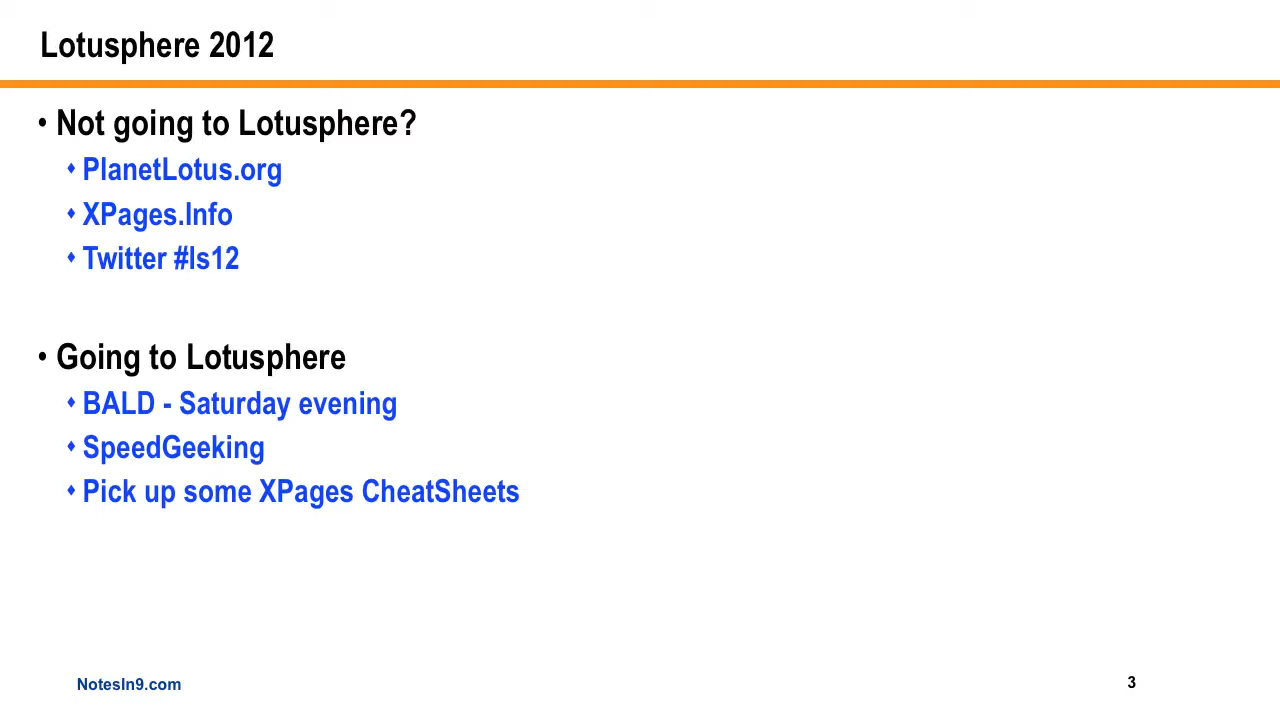 Lotusphere 2012
• Not going to Lotusphere?
♦ PlanetLotus.org
♦ XPages.Info
♦ Twitter #ls12
• Going to Lotusphere
♦ BALD - Saturday evening
♦ SpeedGeeking
♦ Pick up some XPages CheatSheets
NotesIn9.com
3